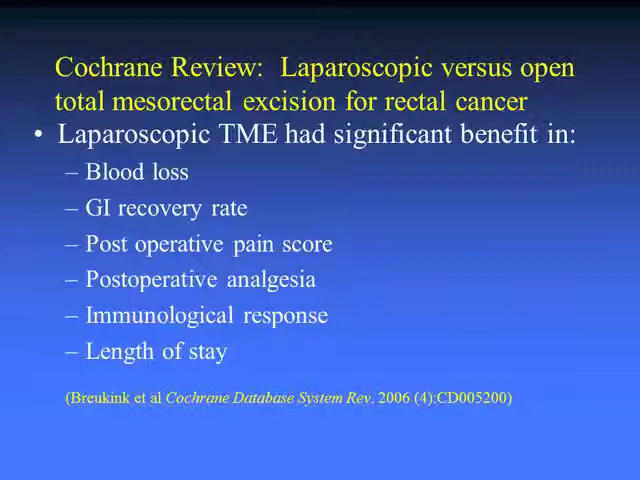 Cochrane Review:  Laparoscopic versus open
total mesorectal excision for rectal cancer
• Laparoscopic TME had significant benefit in:
– Blood loss
– GI recovery rate
– Post operative pain score
– Postoperative analgesia
– Immunological response
– Length of stay
(Breukink et al Cochrane Database System Rev. 2006 (4):CD005200)